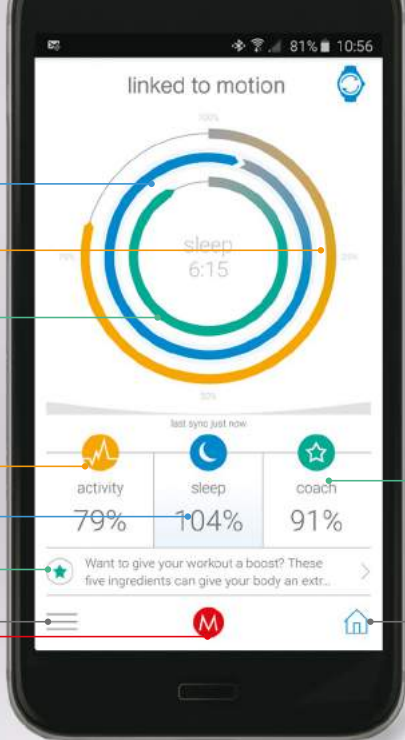 81% 10:56
linked to motion
100%
sleep
75%
25%
6:15
50%
last sync just now
activity
sleep
coach
79%
104%
91%
Want to give your workout a boost? These
five ingredients can give your body an extr...
M